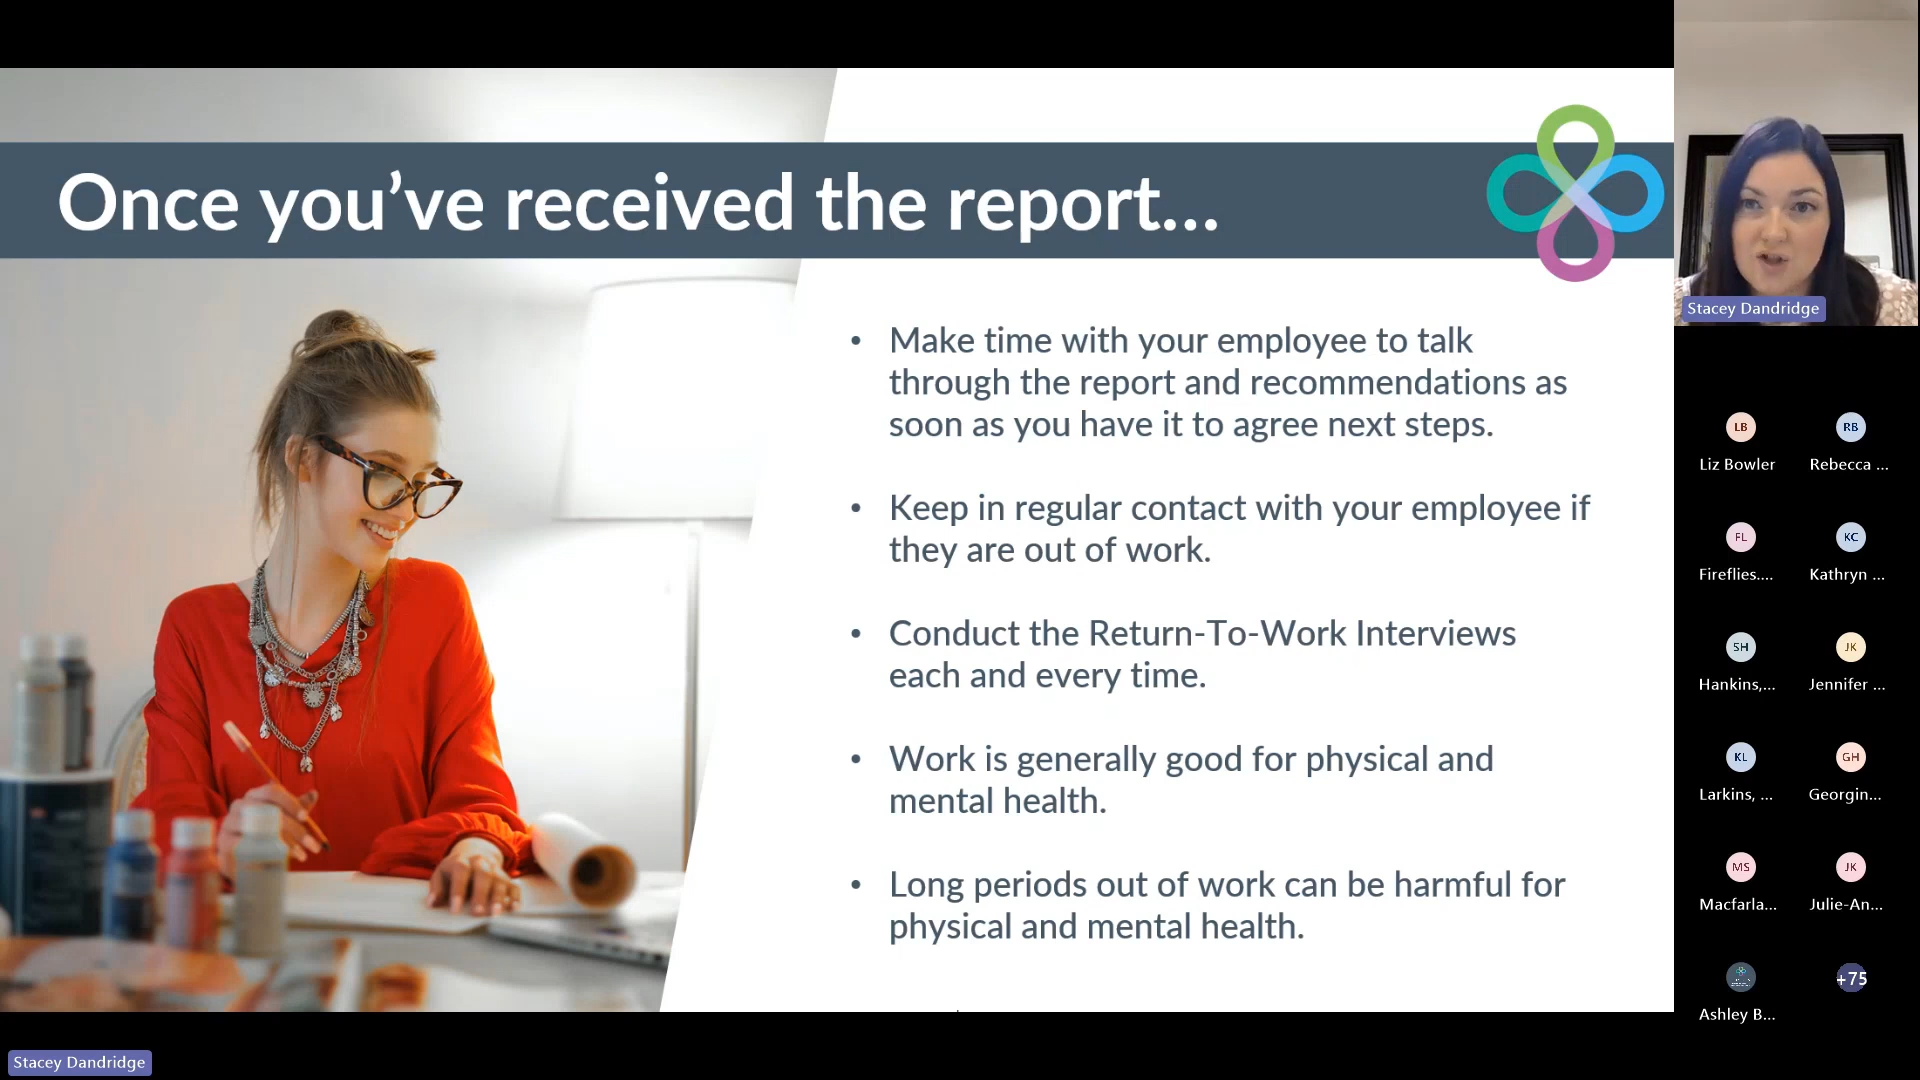 Once you’ve received the report...
• Make time with your employee to talk
through the report and recommendations as
soon as you have it to agree next steps.
• Keep in regular contact with your employee if
they are out of work.
• Conduct the Return-To-Work Interviews
each and every time.
• Work is generally good for physical and
mental health.
• Long periods out of work can be harmful for
physical and mental health.
Stacey Dandridge
LB
RB
Liz Bowler
Rebecca ...
FL
KC
Fireflies....
Kathryn ...
SH
JK
Hankins,...
Jennifer ...
KL
GH
Larkins, ...
Georgin...
MS
JK
Macfarla...
Julie-An...
+75
Ashley B...
Stacey Dandridge